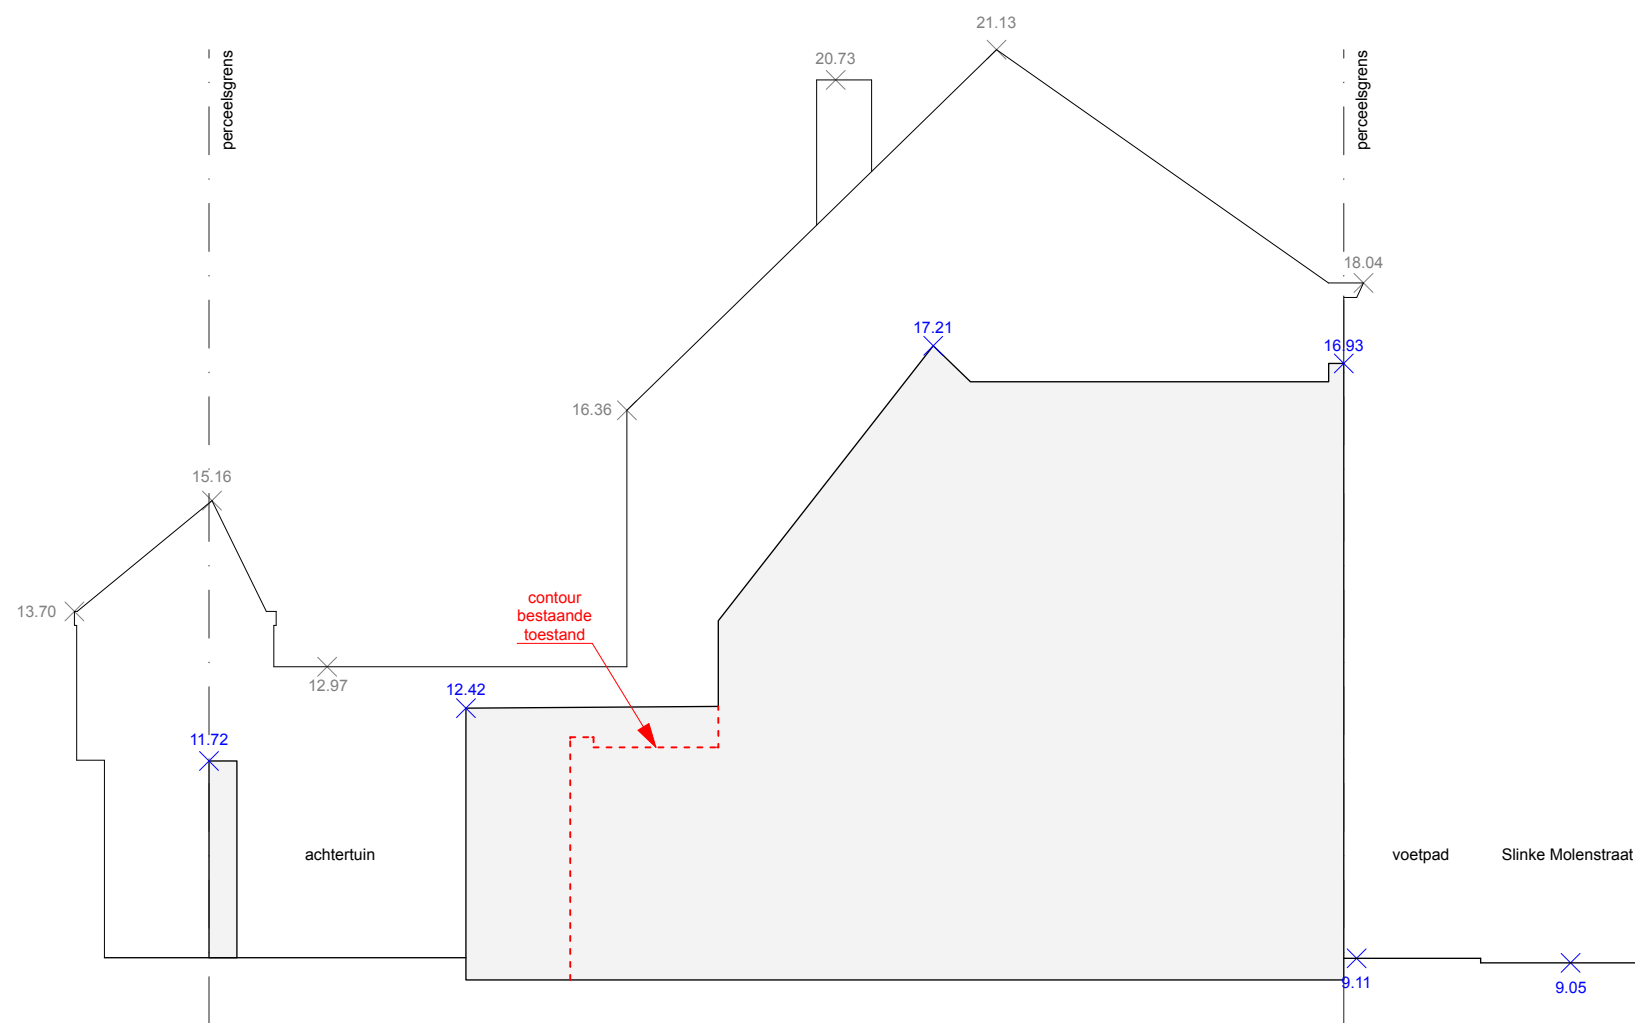 21.13
20.73
perceelsgrens
perceelsgrens
18.04
17.21
16.93
16.36
15.16
13.70
contour
bestaande
toestand
12.97
12.42
11.72
achtertuin
voetpad
Slinke Molenstraat
9.11
9.05